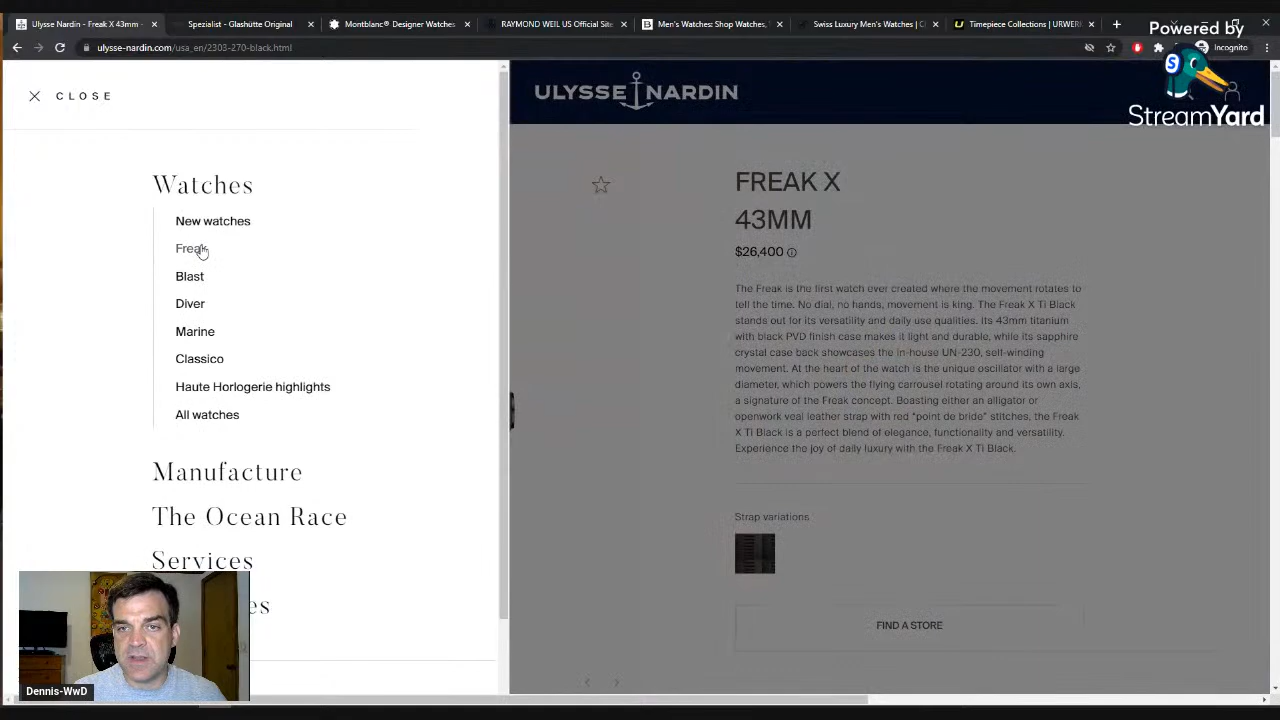 Ulysse Nardin - Freak X 43mm -
Spezialist - Glashütte Original
Montblanc® Designer Watches
RAYMOND WEIL US Official Site
Men's Watches: Shop Watches,
Swiss Luxury Men's Watches | C
Timepiece Collections | URWER
ulysse-nardin.com/usa_en/2303-270-black.html
Incognito
Powered by
StreamYard
CLOSE
ULYSSE NARDIN
Watches
New watches
Freak
Blast
Diver
Marine
Classico
Haute Horlogerie highlights
All watches
Manufacture
The Ocean Race
Services
es
FREAK X
43MM
$26,400
The Freak is the first watch ever created where the movement rotates to
tell the time. No dial, no hands, movement is king. The Freak X Ti Black
stands out for its versatility and daily use qualities. Its 43mm titanium
with black PVD finish case makes it light and durable, while its sapphire
crystal case back showcases the in-house UN-230, self-winding
movement. At the heart of the watch is the unique oscillator with a large
diameter, which powers the flying carrousel rotating around its own axis,
a signature of the Freak concept. Boasting either an alligator or
openwork veal leather strap with red "point de bride" stitches, the Freak
X Ti Black is a perfect blend of elegance, functionality and versatility.
Experience the joy of daily luxury with the Freak X Ti Black.
Strap variations
FIND A STORE
Dennis-WwD